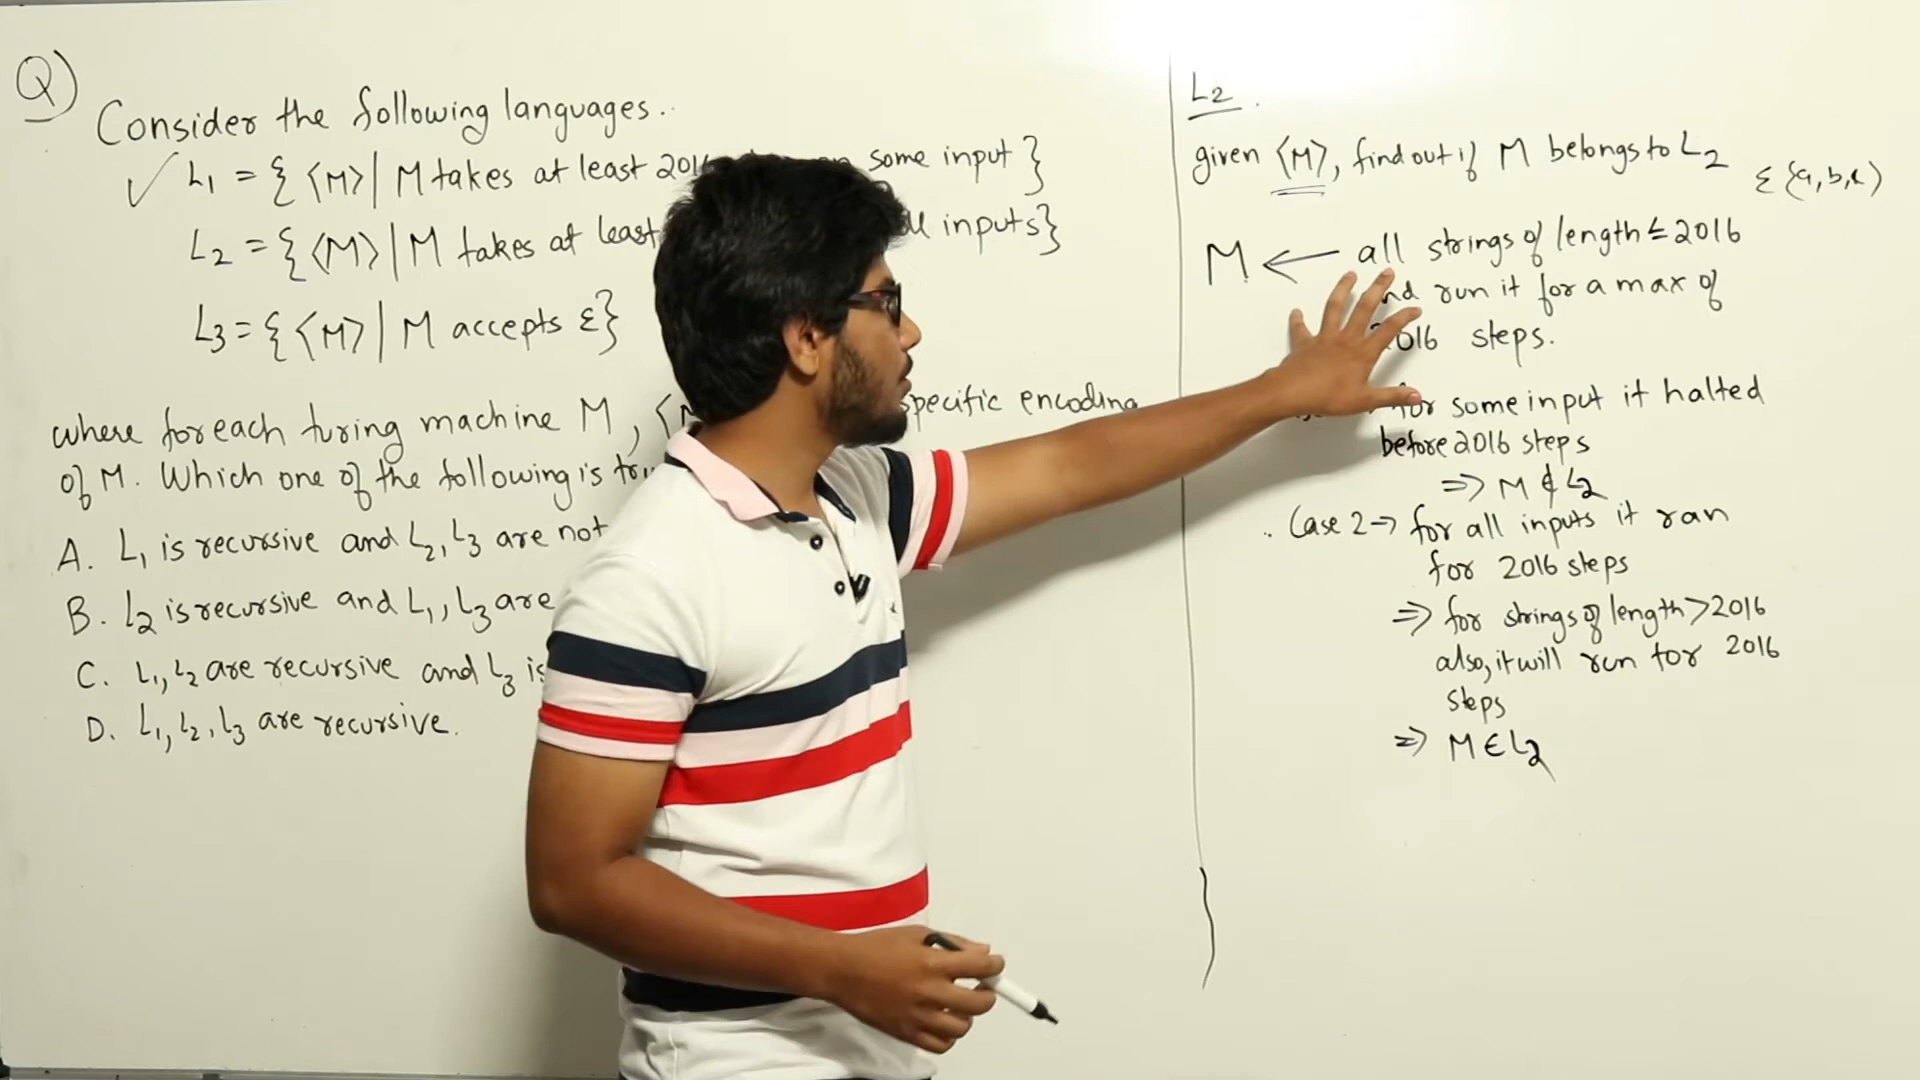 Q)
Consider the following languages..
✓ L1 = { ⟨M⟩ | M takes at least 2016 some input }
L2 = { ⟨M⟩ | M takes at least inputs}
L3 = { ⟨M⟩ | M accepts ε}
where for each turing machine M, specific encoding
of M. Which one of the following is
A. L1 is recursive and L2, L3 are not
B. L2 is recursive and L1, L3 are
C. L1, L2 are recursive and L3 is
D. L1, L2, L3 are recursive.
L2.
given ⟨M⟩, find out if M belongs to L2
M ← all strings of length ≤ 2016
run it for a max of
2016 steps.
for some input it halted
before 2016 steps
⇒ M ∉ L2
Case 2 → for all inputs it ran
for 2016 steps
⇒ for strings of length > 2016
also, it will run for 2016
steps
⇒ M ∈ L2